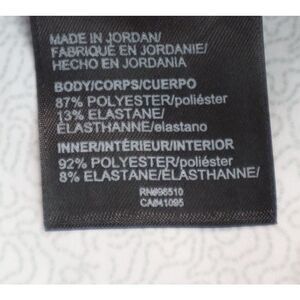 MADE IN JORDAN/
FABRIQUÉ EN JORDANIE/
HECHO EN JORDANIA
BODY/CORPS/CUERPO
87% POLYESTER/poliéster
13% ELASTANE/
ÉLASTHANNE/elastano
INNER/INTÉRIEUR/INTERIOR
92% POLYESTER/poliéster
8% ELASTANE/ÉLASTHANNE/
RN#96510
CA#41095